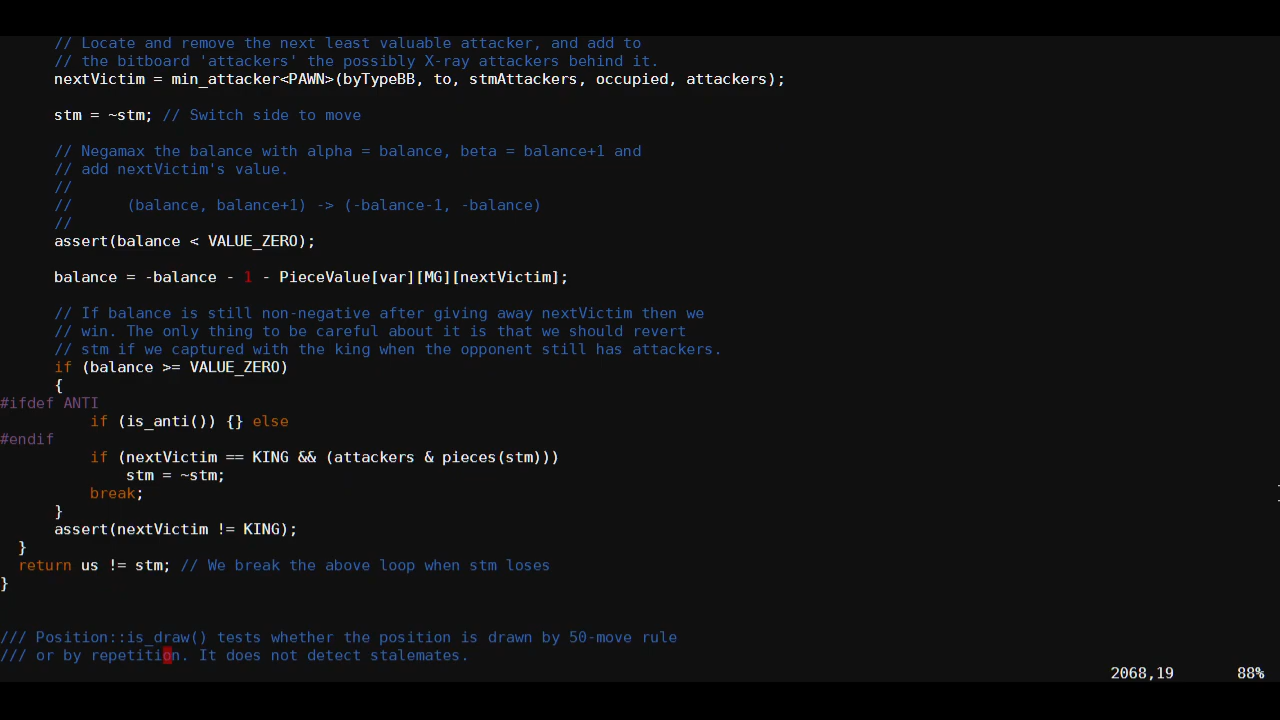 // Locate and remove the next least valuable attacker, and add to
// the bitboard 'attackers' the possibly X-ray attackers behind it.
nextVictim = min_attacker<PAWN>(byTypeBB, to, stmAttackers, occupied, attackers);
stm = ~stm; // Switch side to move
// Negamax the balance with alpha = balance, beta = balance+1 and
// add nextVictim's value.
//
//      (balance, balance+1) -> (-balance-1, -balance)
//
assert(balance < VALUE_ZERO);
balance = -balance - 1 - PieceValue[var][MG][nextVictim];
// If balance is still non-negative after giving away nextVictim then we
// win. The only thing to be careful about it is that we should revert
// stm if we captured with the king when the opponent still has attackers.
if (balance >= VALUE_ZERO)
{
#ifdef ANTI
if (is_anti()) {} else
#endif
if (nextVictim == KING && (attackers & pieces(stm)))
stm = ~stm;
break;
}
assert(nextVictim != KING);
}
return us != stm; // We break the above loop when stm loses
}
/// Position::is_draw() tests whether the position is drawn by 50-move rule
/// or by repetition. It does not detect stalemates.
2068,19 88%